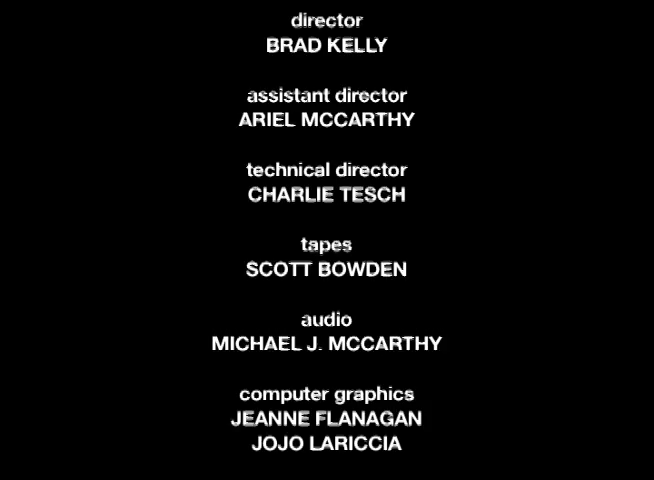 director
BRAD KELLY
assistant director
ARIEL MCCARTHY
technical director
CHARLIE TESCH
tapes
SCOTT BOWDEN
audio
MICHAEL J. MCCARTHY
computer graphics
JEANNE FLANAGAN
JOJO LARICCIA